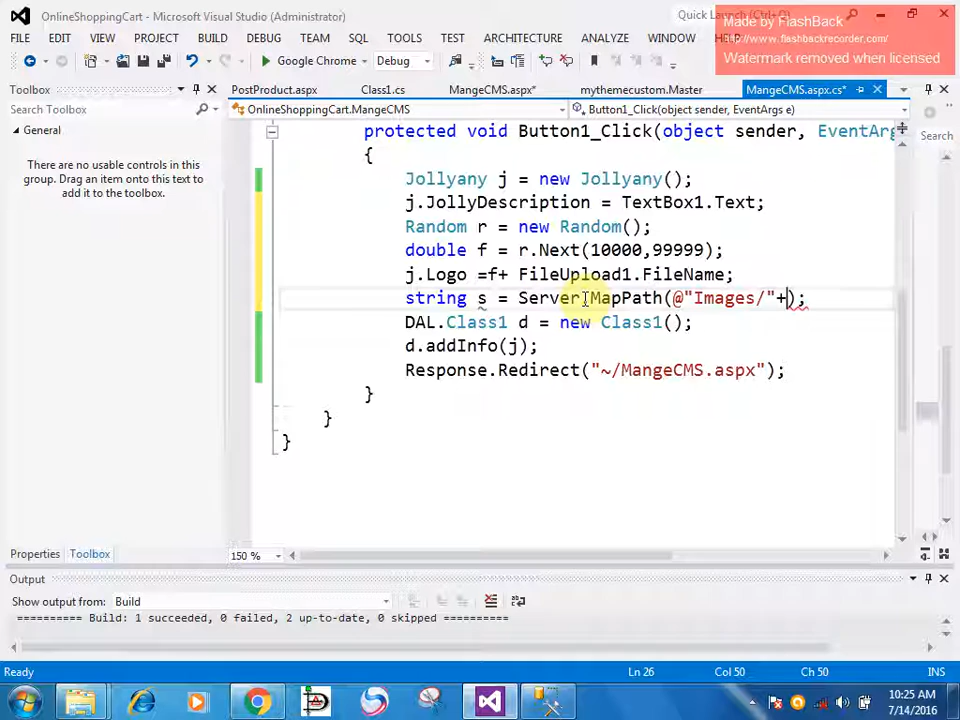 OnlineShoppingCart - Microsoft Visual Studio (Administrator)
Quick Launch (Ctrl+Q)
Made by FlashBack
http://www.flashbackrecorder.com/
Watermark removed when licensed
FILE EDIT VIEW PROJECT BUILD DEBUG TEAM SQL TOOLS TEST ARCHITECTURE ANALYZE WINDOW
Google Chrome Debug
Toolbox
PostProduct.aspx Class1.cs MangeCMS.aspx* mythemecustom.Master MangeCMS.aspx.cs*
Search Toolbox
OnlineShoppingCart.MangeCMS
Button1_Click(object sender, EventArgs e)
Search
General
There are no usable controls in this
group. Drag an item onto this text to
add it to the toolbox.
protected void Button1_Click(object sender, EventArg
{
Jollyany j = new Jollyany();
j.JollyDescription = TextBox1.Text;
Random r = new Random();
double f = r.Next(10000,99999);
j.Logo =f+ FileUpload1.FileName;
string s = Server.MapPath(@"Images/"+);
DAL.Class1 d = new Class1();
d.addInfo(j);
Response.Redirect("~/MangeCMS.aspx");
}
}
}
Properties Toolbox
150 %
Output
Show output from: Build
========== Build: 1 succeeded, 0 failed, 2 up-to-date, 0 skipped ==========
Ready Ln 26 Col 50 Ch 50 INS
10:25 AM
7/14/2016